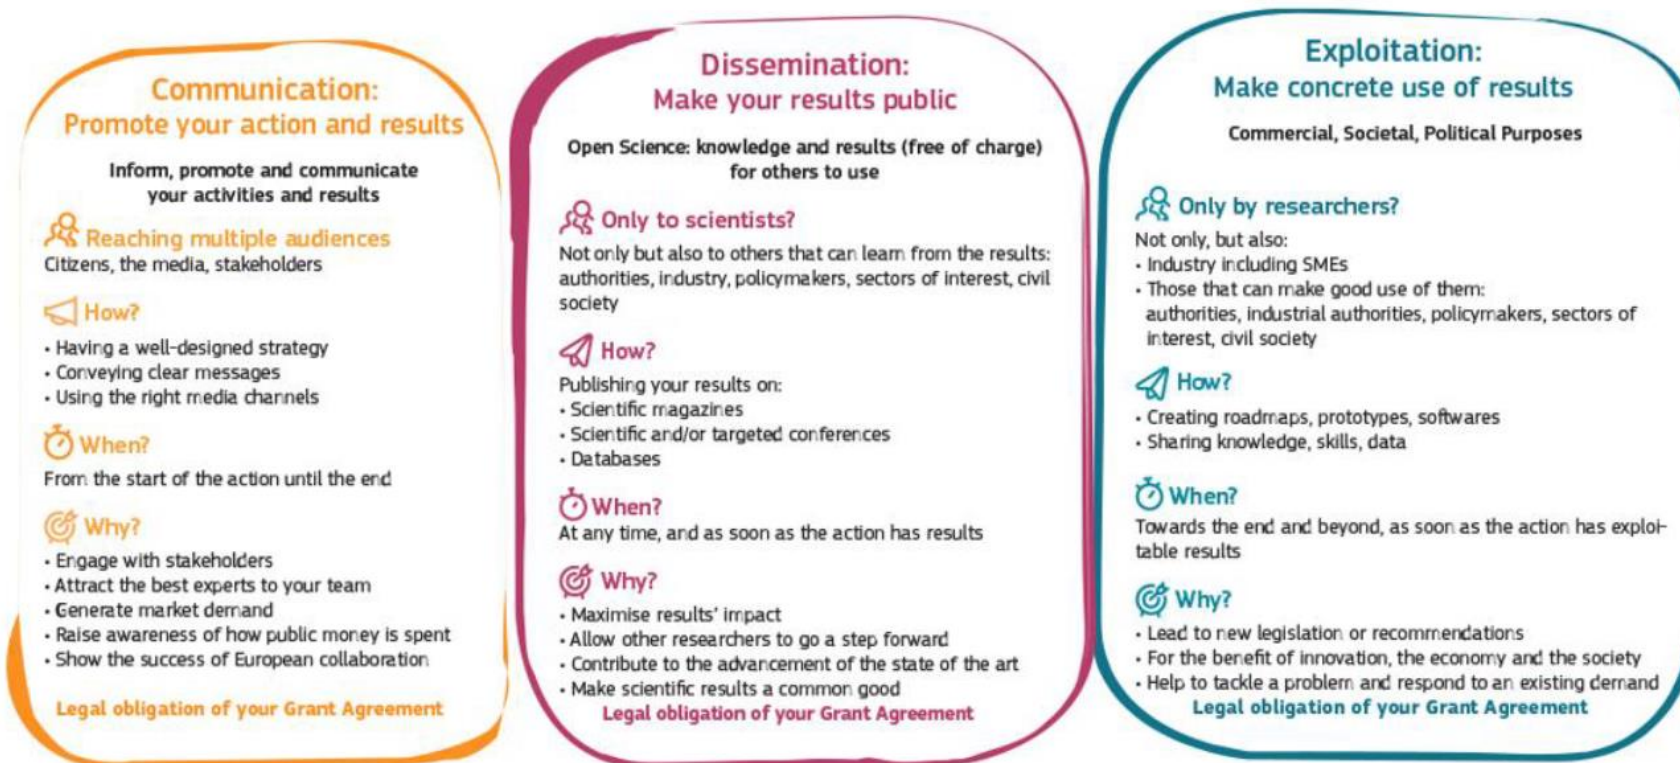 Communication:
Promote your action and results
Inform, promote and communicate
your activities and results
Reaching multiple audiences
Citizens, the media, stakeholders
How?
• Having a well-designed strategy
• Conveying clear messages
• Using the right media channels
When?
From the start of the action until the end
Why?
• Engage with stakeholders
• Attract the best experts to your team
• Generate market demand
• Raise awareness of how public money is spent
• Show the success of European collaboration
Legal obligation of your Grant Agreement
Dissemination:
Make your results public
Open Science: knowledge and results (free of charge)
for others to use
Only to scientists?
Not only but also to others that can learn from the results:
authorities, industry, policymakers, sectors of interest, civil
society
How?
Publishing your results on:
• Scientific magazines
• Scientific and/or targeted conferences
• Databases
When?
At any time, and as soon as the action has results
Why?
• Maximise results' impact
• Allow other researchers to go a step forward
• Contribute to the advancement of the state of the art
• Make scientific results a common good
Legal obligation of your Grant Agreement
Exploitation:
Make concrete use of results
Commercial, Societal, Political Purposes
Only by researchers?
Not only, but also:
• Industry including SMEs
• Those that can make good use of them:
authorities, industrial authorities, policymakers, sectors of
interest, civil society
How?
• Creating roadmaps, prototypes, softwares
• Sharing knowledge, skills, data
When?
Towards the end and beyond, as soon as the action has exploi-
table results
Why?
• Lead to new legislation or recommendations
• For the benefit of innovation, the economy and the society
• Help to tackle a problem and respond to an existing demand
Legal obligation of your Grant Agreement